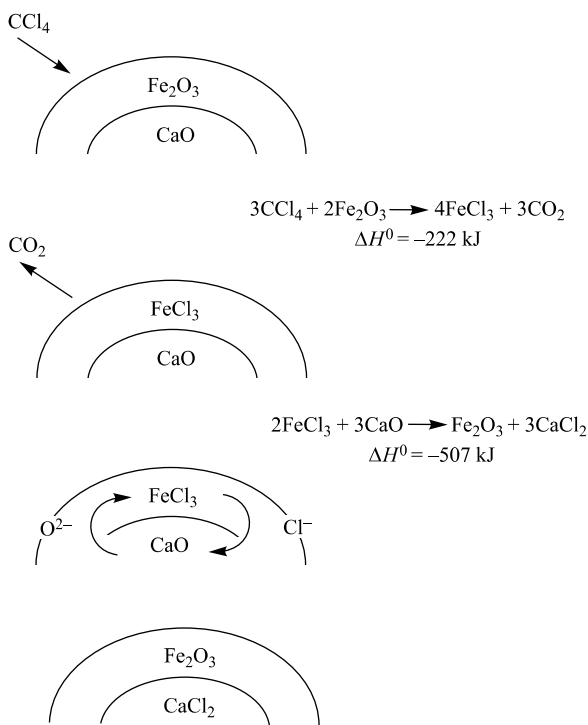 CCl₄
Fe₂O₃
CaO
3CCl₄ + 2Fe₂O₃ ⟶ 4FeCl₃ + 3CO₂
ΔH⁰ = –222 kJ
CO₂
FeCl₃
CaO
2FeCl₃ + 3CaO ⟶ Fe₂O₃ + 3CaCl₂
ΔH⁰ = –507 kJ
FeCl₃
O²⁻ Cl⁻
CaO
Fe₂O₃
CaCl₂